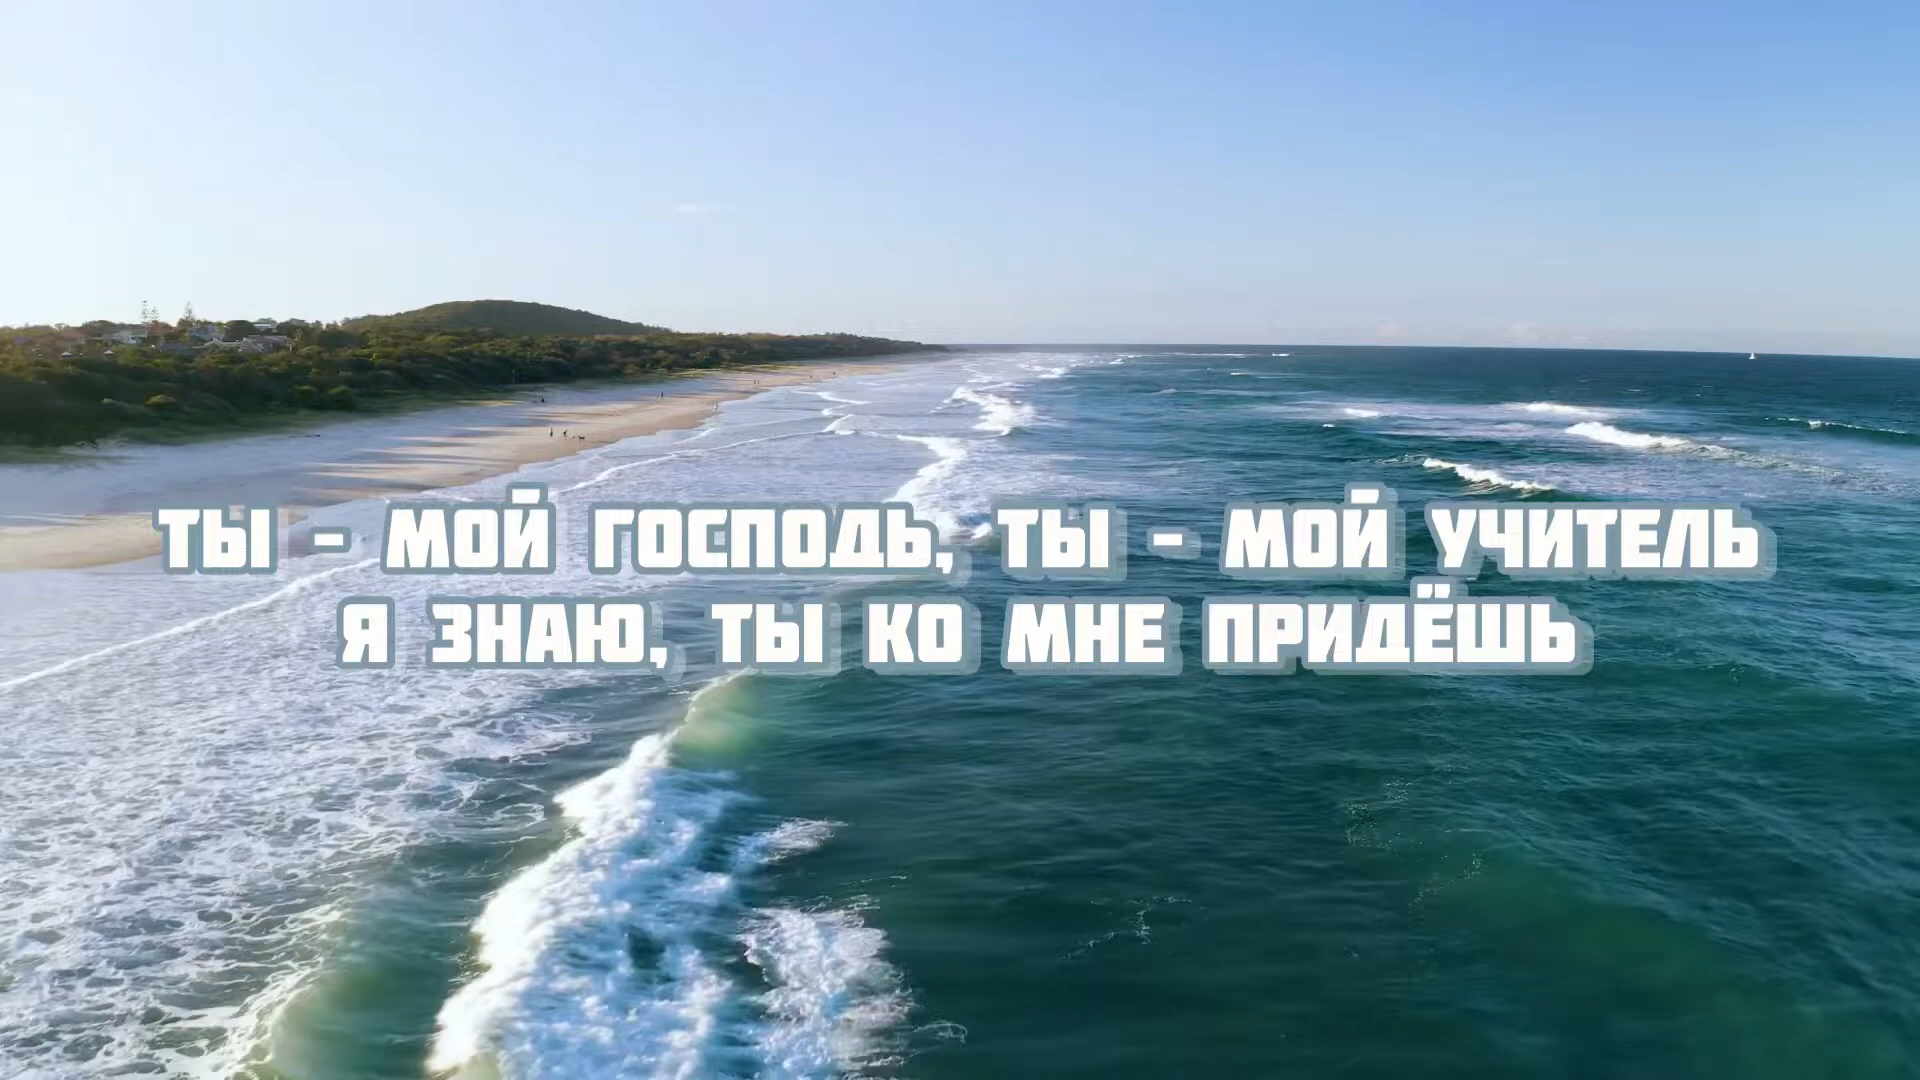 ТЫ - МОЙ ГОСПОДЬ, ТЫ - МОЙ УЧИТЕЛЬ
Я ЗНАЮ, ТЫ КО МНЕ ПРИДЁШЬ